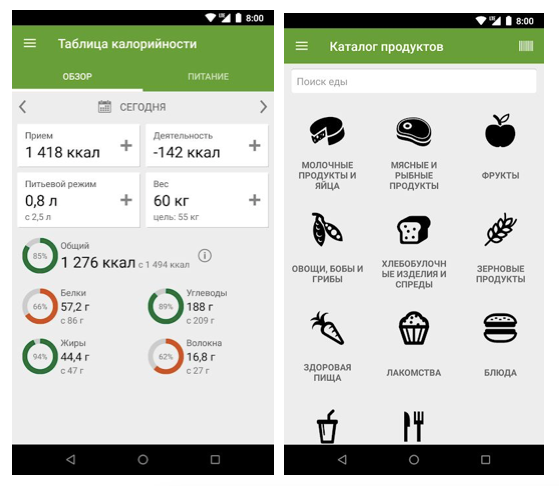 8:00
Таблица калорийности
ОБЗОР
ПИТАНИЕ
СЕГОДНЯ
Прием
1 418 ккал
Деятельность
-142 ккал
Питьевой режим
0,8 л
с 2,5 л
Вес
60 кг
цель: 55 кг
85%
Общий
1 276 ккал с 1 494 ккал
66%
Белки
57,2 г
с 86 г
89%
Углеводы
188 г
с 209 г
94%
Жиры
44,4 г
с 47 г
62%
Волокна
16,8 г
с 27 г
8:00
Каталог продуктов
Поиск еды
МОЛОЧНЫЕ
ПРОДУКТЫ И
ЯЙЦА
МЯСНЫЕ И
РЫБНЫЕ
ПРОДУКТЫ
ФРУКТЫ
ОВОЩИ, БОБЫ И
ГРИБЫ
ХЛЕБОБУЛОЧН
ЫЕ ИЗДЕЛИЯ И
СПРЕДЫ
ЗЕРНОВЫЕ
ПРОДУКТЫ
ЗДОРОВАЯ
ПИЩА
ЛАКОМСТВА
БЛЮДА